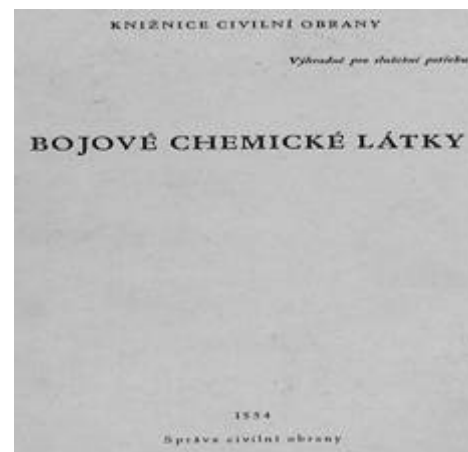 KNIŽNICE CIVILNÍ OBRANY
Výhradně pro služební potřebu
BOJOVÉ CHEMICKÉ LÁTKY
1954
Správa civilní obrany